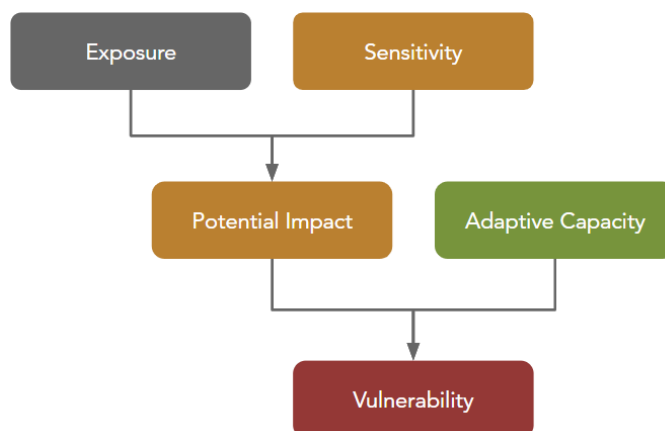 Exposure
Sensitivity
Potential Impact
Adaptive Capacity
Vulnerability